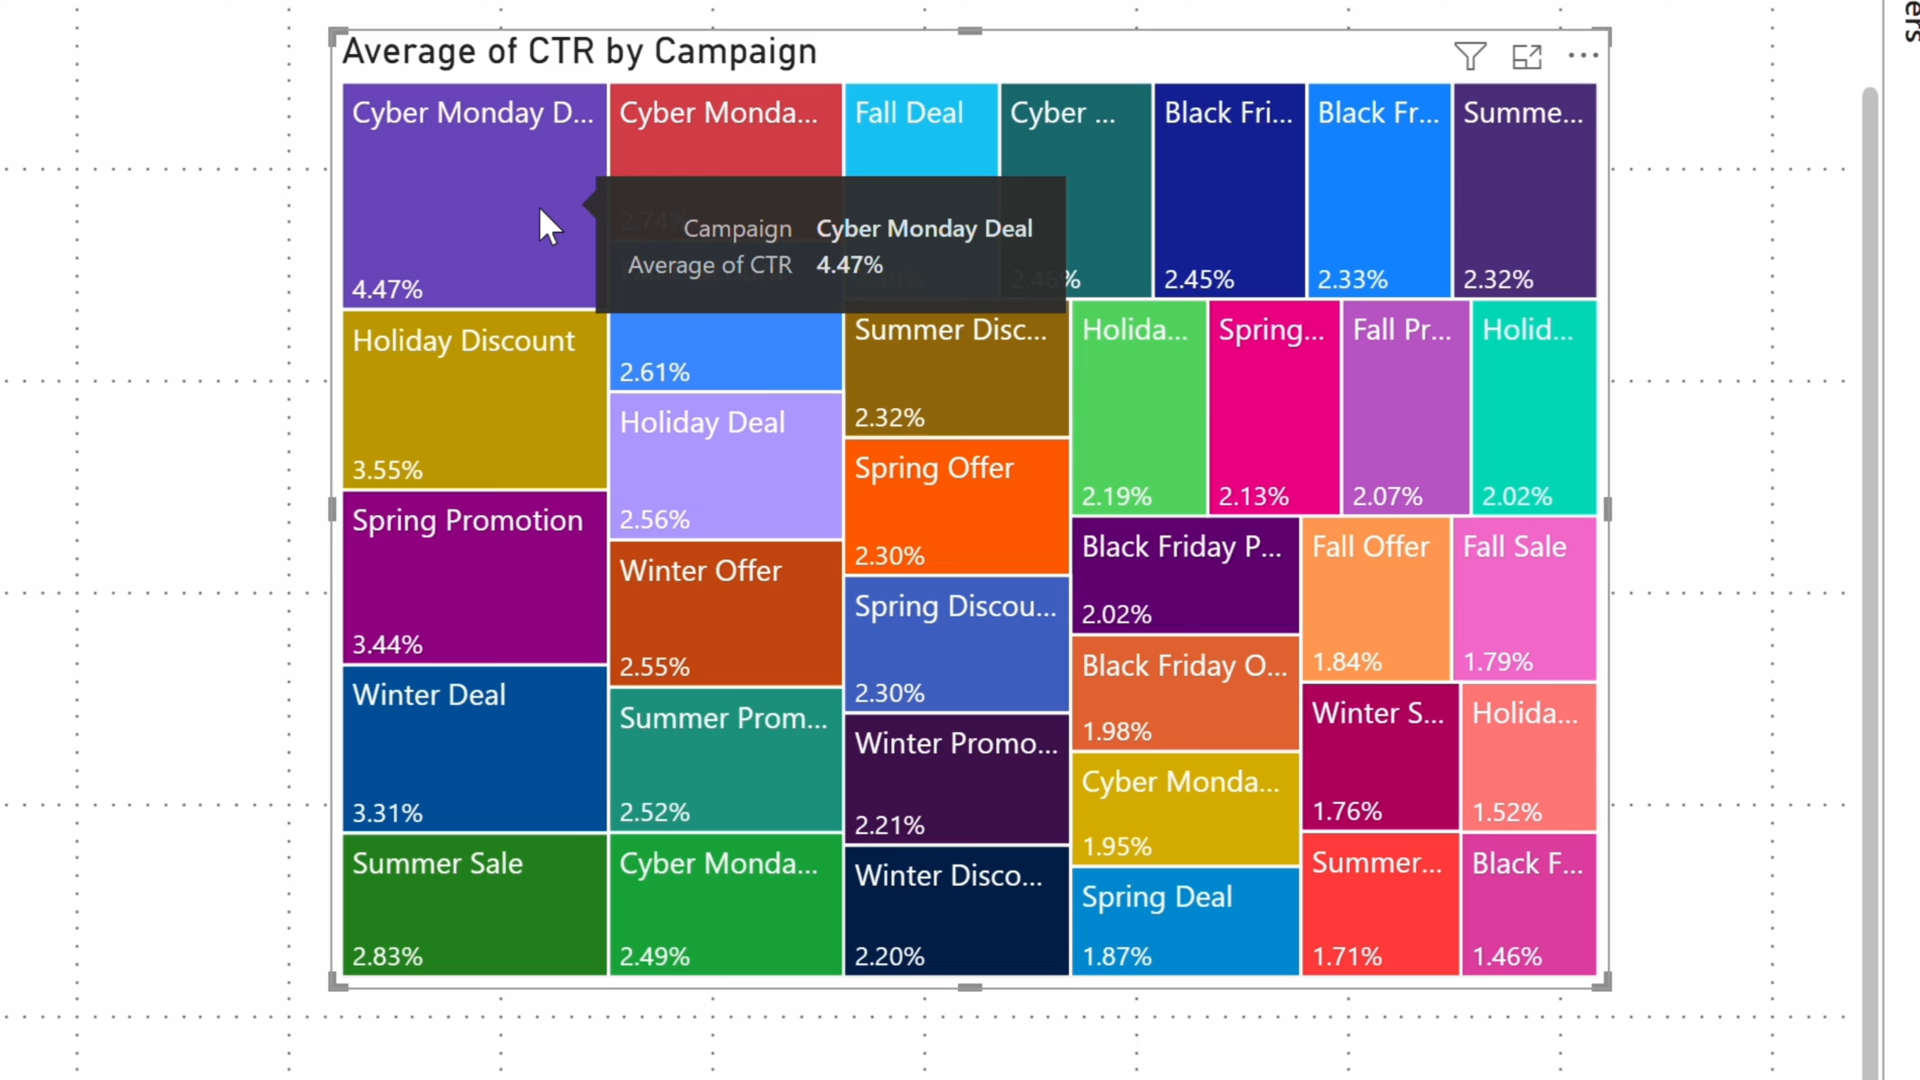 Average of CTR by Campaign
Cyber Monday D...
4.47%
Holiday Discount
3.55%
Spring Promotion
3.44%
Winter Deal
3.31%
Summer Sale
2.83%
Cyber Monda...
2.74%
Campaign Cyber Monday Deal
Average of CTR 4.47%
2.61%
Holiday Deal
2.56%
Winter Offer
2.55%
Summer Prom...
2.52%
Cyber Monda...
2.49%
Fall Deal
Cyber ...
2.46%
Black Fri...
2.45%
Black Fr...
2.33%
Summe...
2.32%
Summer Disc...
2.32%
Spring Offer
2.30%
Spring Discou...
2.30%
Winter Promo...
2.21%
Winter Disco...
2.20%
Holida...
2.19%
Spring...
2.13%
Fall Pr...
2.07%
Holid...
2.02%
Black Friday P...
2.02%
Black Friday O...
1.98%
Cyber Monda...
1.95%
Spring Deal
1.87%
Fall Offer
1.84%
Fall Sale
1.79%
Winter S...
1.76%
Holida...
1.52%
Summer...
1.71%
Black F...
1.46%